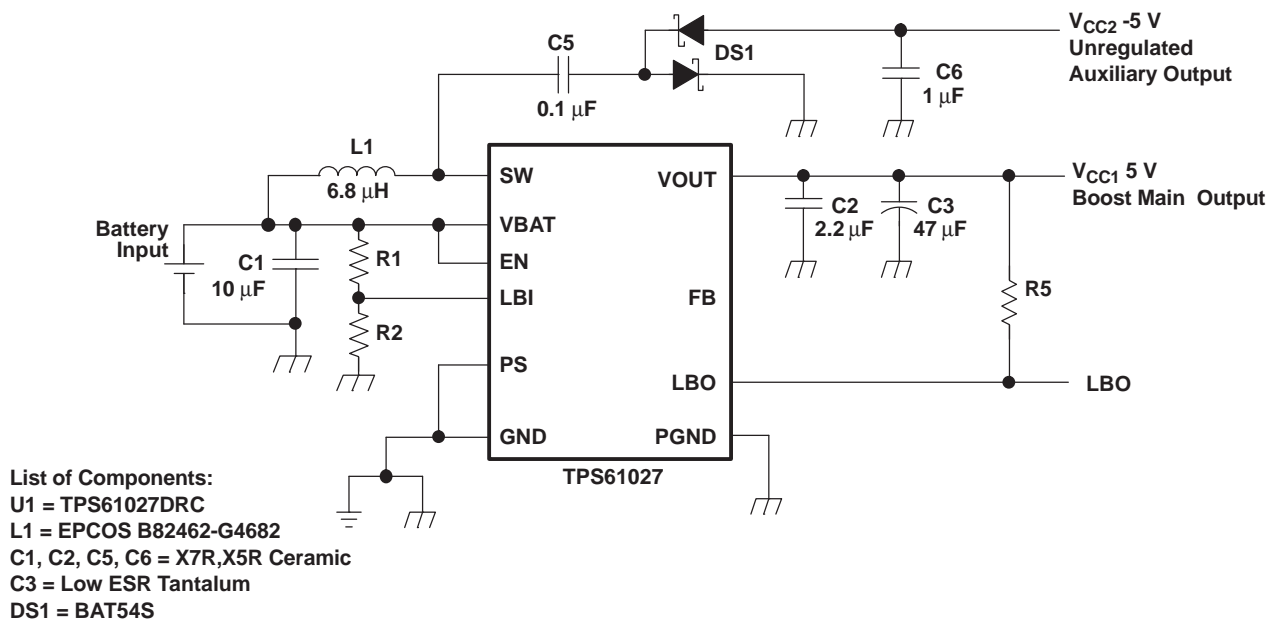 C5
0.1 μF
DS1
C6
1 μF
VCC2 -5 V
Unregulated
Auxiliary Output
L1
6.8 μH
SW
VBAT
EN
LBI
PS
GND
VOUT
FB
LBO
PGND
TPS61027
C2
2.2 μF
C3
47 μF
VCC1 5 V
Boost Main Output
R5
LBO
Battery
Input
C1
10 μF
R1
R2
List of Components:
U1 = TPS61027DRC
L1 = EPCOS B82462-G4682
C1, C2, C5, C6 = X7R,X5R Ceramic
C3 = Low ESR Tantalum
DS1 = BAT54S